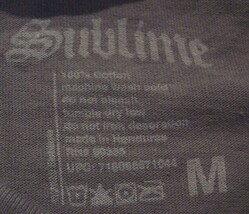 Sublime
100% Cotton
machine wash cold
do not bleach
tumble dry low
do not iron decoration
made in Honduras
M